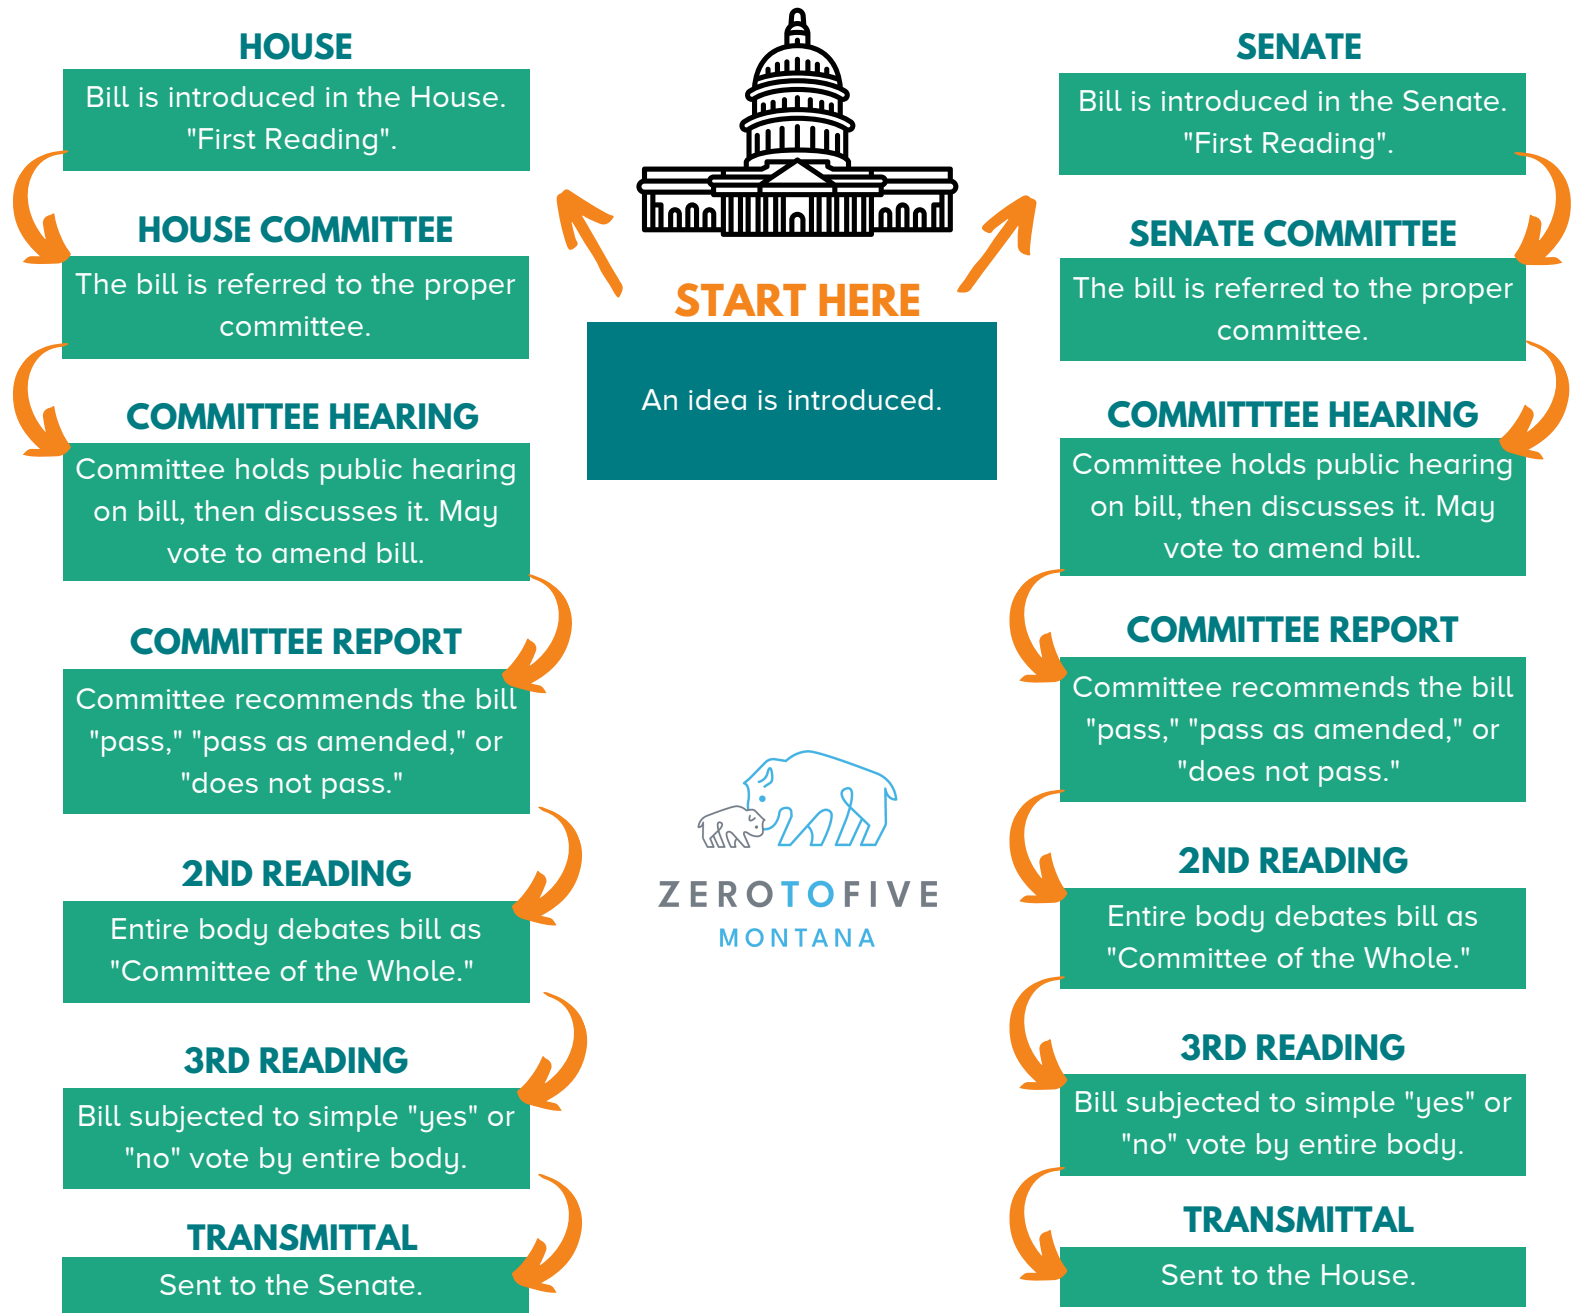 HOUSE
Bill is introduced in the House.
"First Reading".
HOUSE COMMITTEE
The bill is referred to the proper
committee.
COMMITTEE HEARING
Committee holds public hearing
on bill, then discusses it. May
vote to amend bill.
COMMITTEE REPORT
Committee recommends the bill
"pass," "pass as amended," or
"does not pass."
2ND READING
Entire body debates bill as
"Committee of the Whole."
3RD READING
Bill subjected to simple "yes" or
"no" vote by entire body.
TRANSMITTAL
Sent to the Senate.
START HERE
An idea is introduced.
ZEROTOFIVE
MONTANA
SENATE
Bill is introduced in the Senate.
"First Reading".
SENATE COMMITTEE
The bill is referred to the proper
committee.
COMMITTTEE HEARING
Committee holds public hearing
on bill, then discusses it. May
vote to amend bill.
COMMITTEE REPORT
Committee recommends the bill
"pass," "pass as amended," or
"does not pass."
2ND READING
Entire body debates bill as
"Committee of the Whole."
3RD READING
Bill subjected to simple "yes" or
"no" vote by entire body.
TRANSMITTAL
Sent to the House.